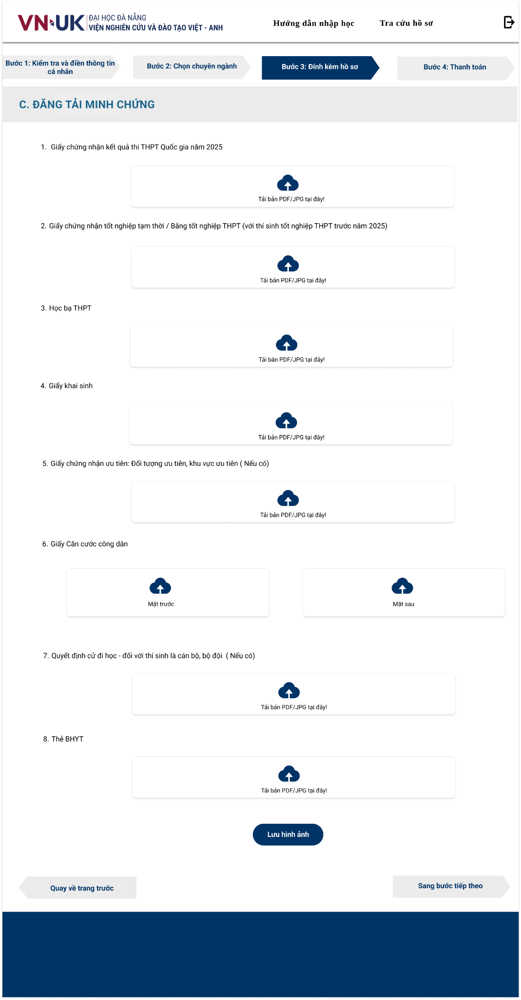 VN-UK
ĐẠI HỌC ĐÀ NẴNG
VIỆN NGHIÊN CỨU VÀ ĐÀO TẠO VIỆT - ANH
Hướng dẫn nhập học
Tra cứu hồ sơ
Bước 1: Kiểm tra và điền thông tin
cá nhân
Bước 2: Chọn chuyên ngành
Bước 3: Đính kèm hồ sơ
Bước 4: Thanh toán
C. ĐĂNG TẢI MINH CHỨNG
1. Giấy chứng nhận kết quả thi THPT Quốc gia năm 2025
Tải bản PDF/JPG tại đây!
2. Giấy chứng nhận tốt nghiệp tạm thời / Bằng tốt nghiệp THPT (với thí sinh tốt nghiệp THPT trước năm 2025)
Tải bản PDF/JPG tại đây!
3. Học bạ THPT
Tải bản PDF/JPG tại đây!
4. Giấy khai sinh
Tải bản PDF/JPG tại đây!
5. Giấy chứng nhận ưu tiên: Đối tượng ưu tiên, khu vực ưu tiên ( Nếu có)
Tải bản PDF/JPG tại đây!
6. Giấy Căn cước công dân
Mặt trước
Mặt sau
7. Quyết định cử đi học - đối với thí sinh là cán bộ, bộ đội ( Nếu có)
Tải bản PDF/JPG tại đây!
8. Thẻ BHYT
Tải bản PDF/JPG tại đây!
Lưu hình ảnh
Quay về trang trước
Sang bước tiếp theo